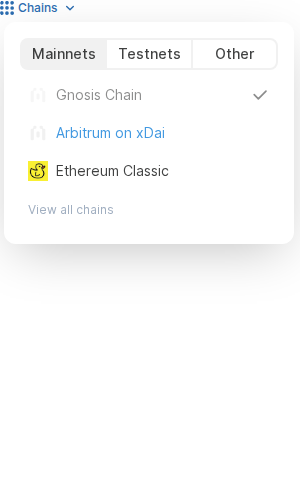 Chains
Mainnets Testnets Other
Gnosis Chain
Arbitrum on xDai
Ethereum Classic
View all chains